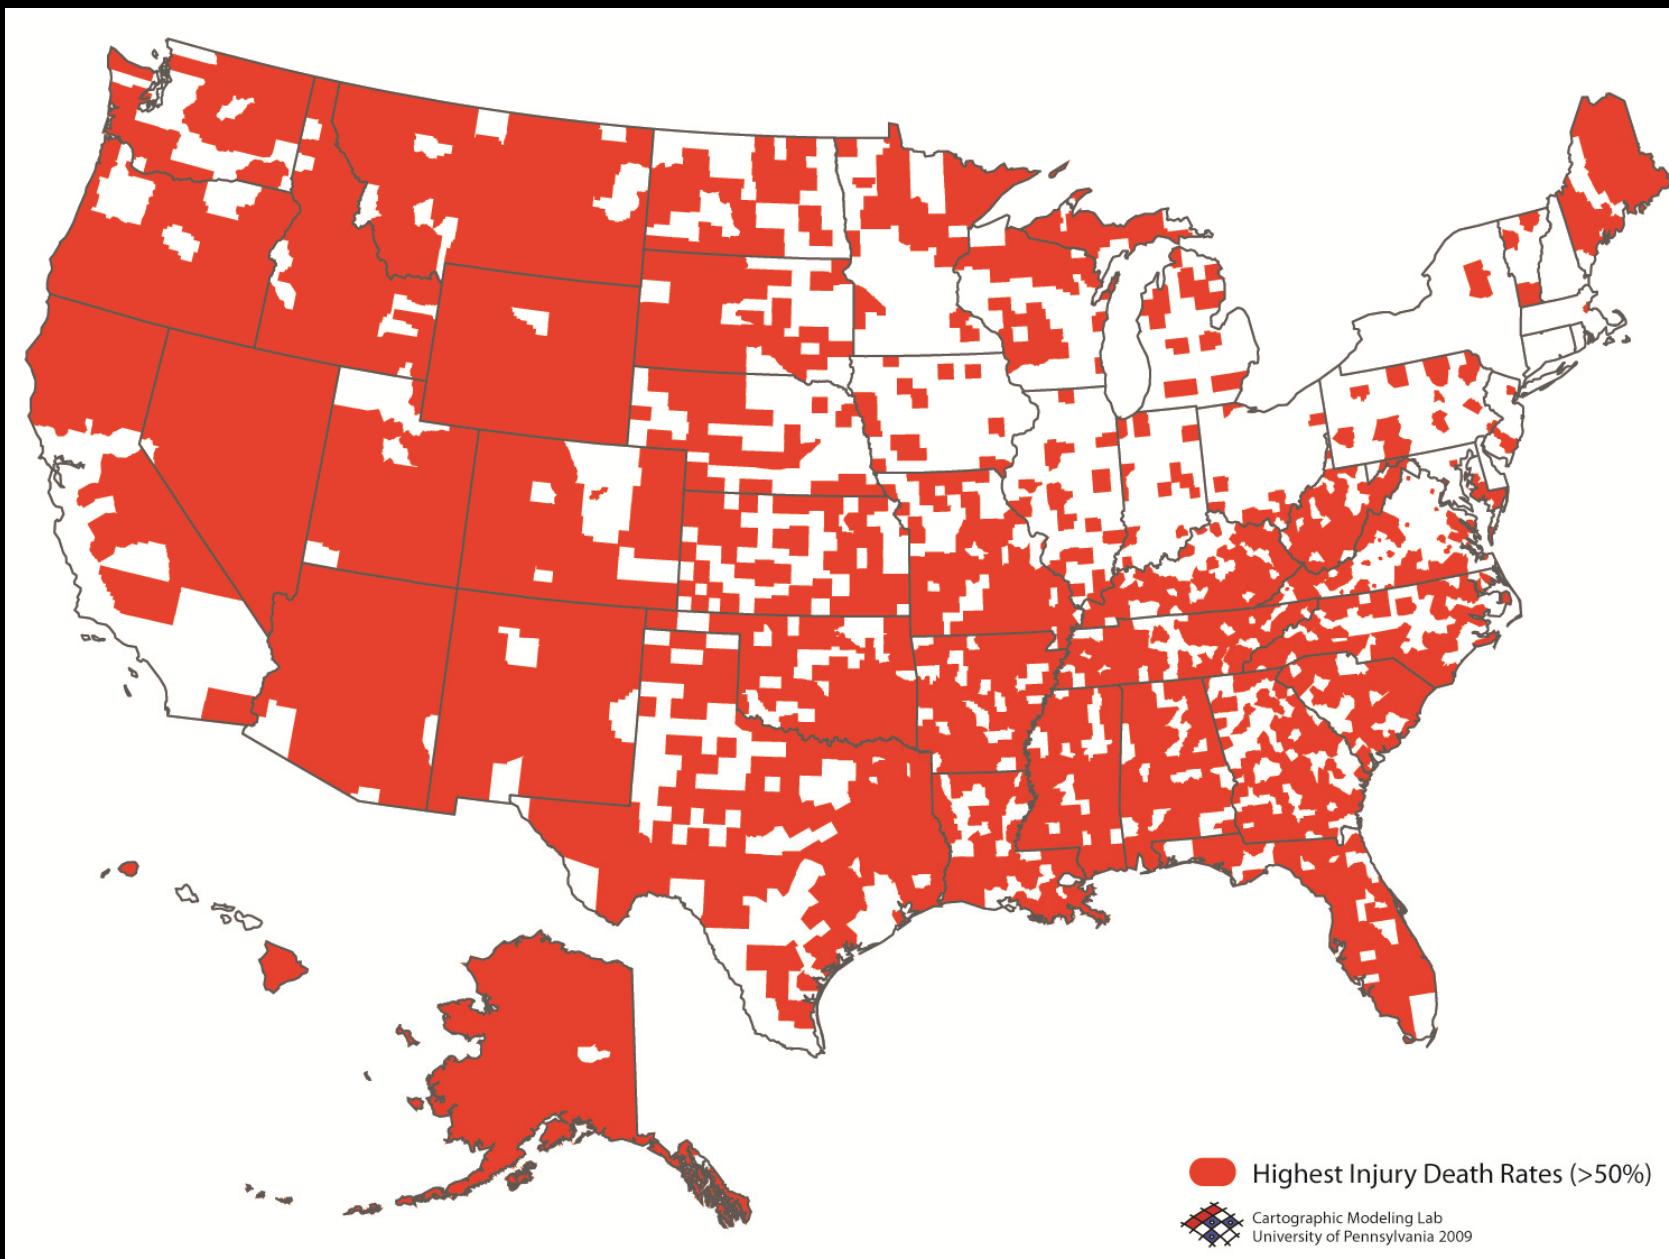 Highest Injury Death Rates (>50%)
Cartographic Modeling Lab
University of Pennsylvania 2009